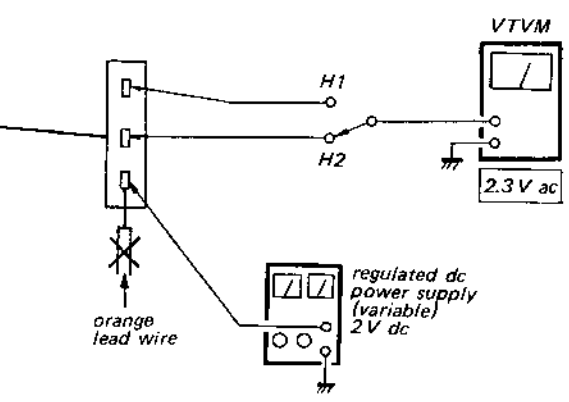 VTVM
H1
H2
2.3 V ac
regulated dc
power supply
(variable)
2 V dc
orange
lead wire